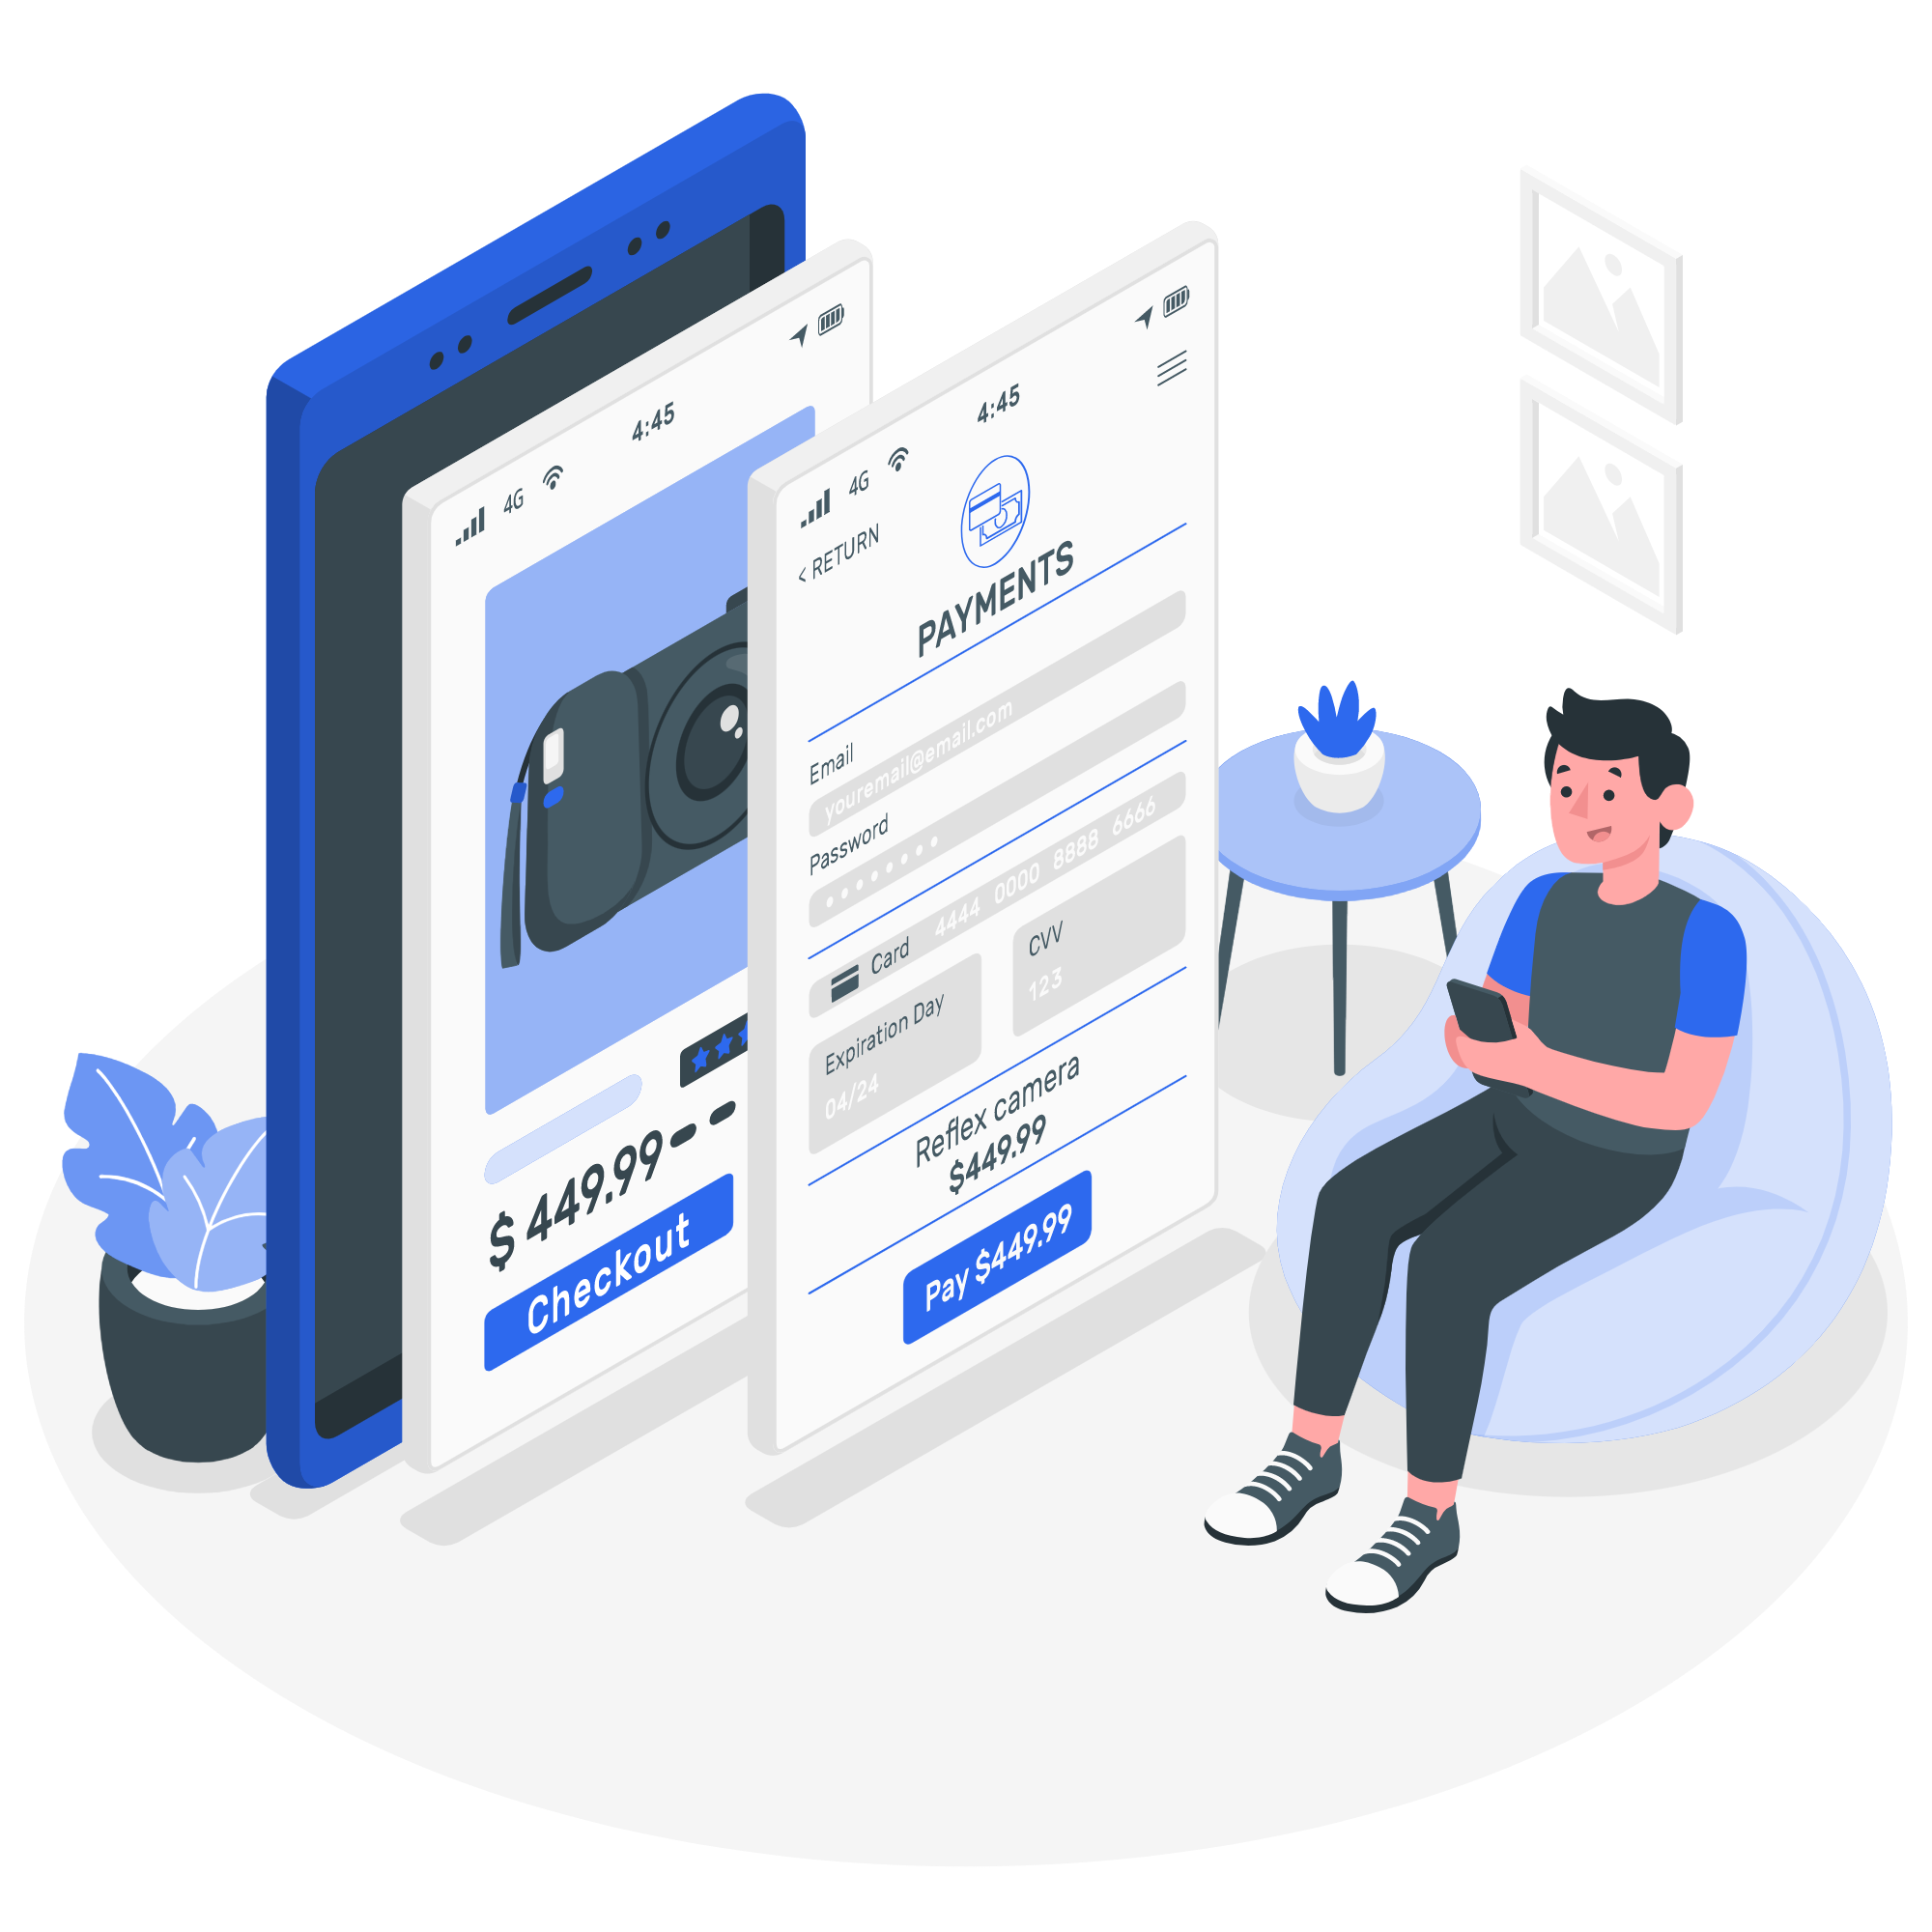 4G
4:45
$ 449.99
Checkout
4G
4:45
< RETURN
PAYMENTS
Email
youremail@email.com
Password
Card 4444 0000 8888 6666
Expiration Day
04/24
CVV
123
Reflex camera
$449.99
Pay $449.99